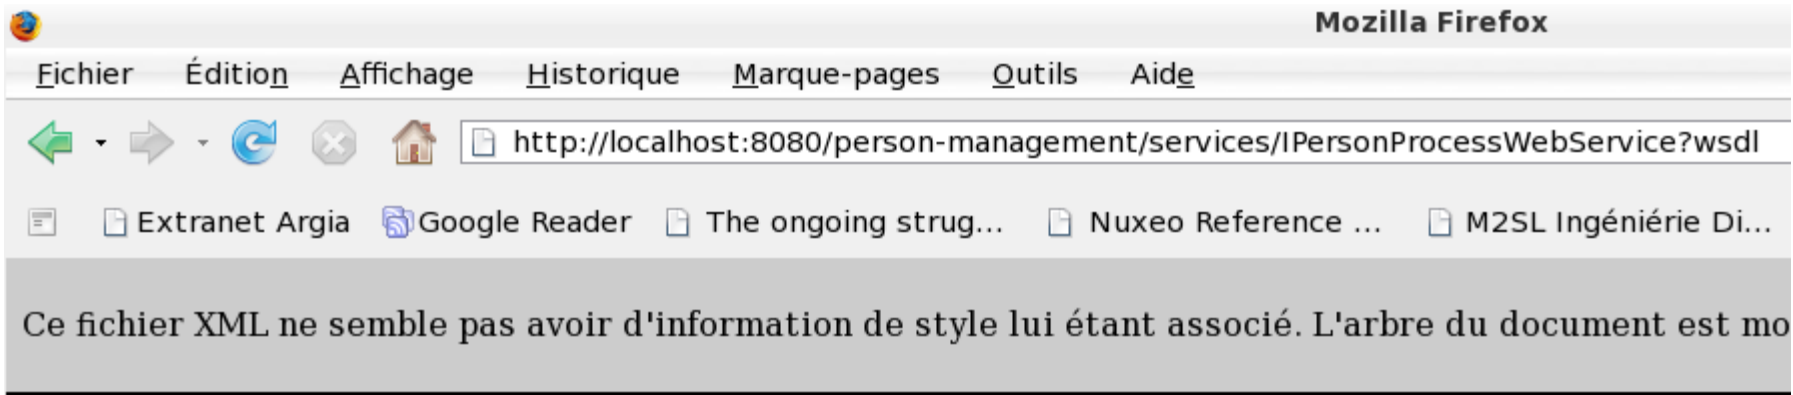 Mozilla Firefox
Fichier Édition Affichage Historique Marque-pages Outils Aide
http://localhost:8080/person-management/services/IPersonProcessWebService?wsdl
Extranet Argia Google Reader The ongoing strug... Nuxeo Reference ... M2SL Ingéniérie Di...
Ce fichier XML ne semble pas avoir d'information de style lui étant associé. L'arbre du document est mo